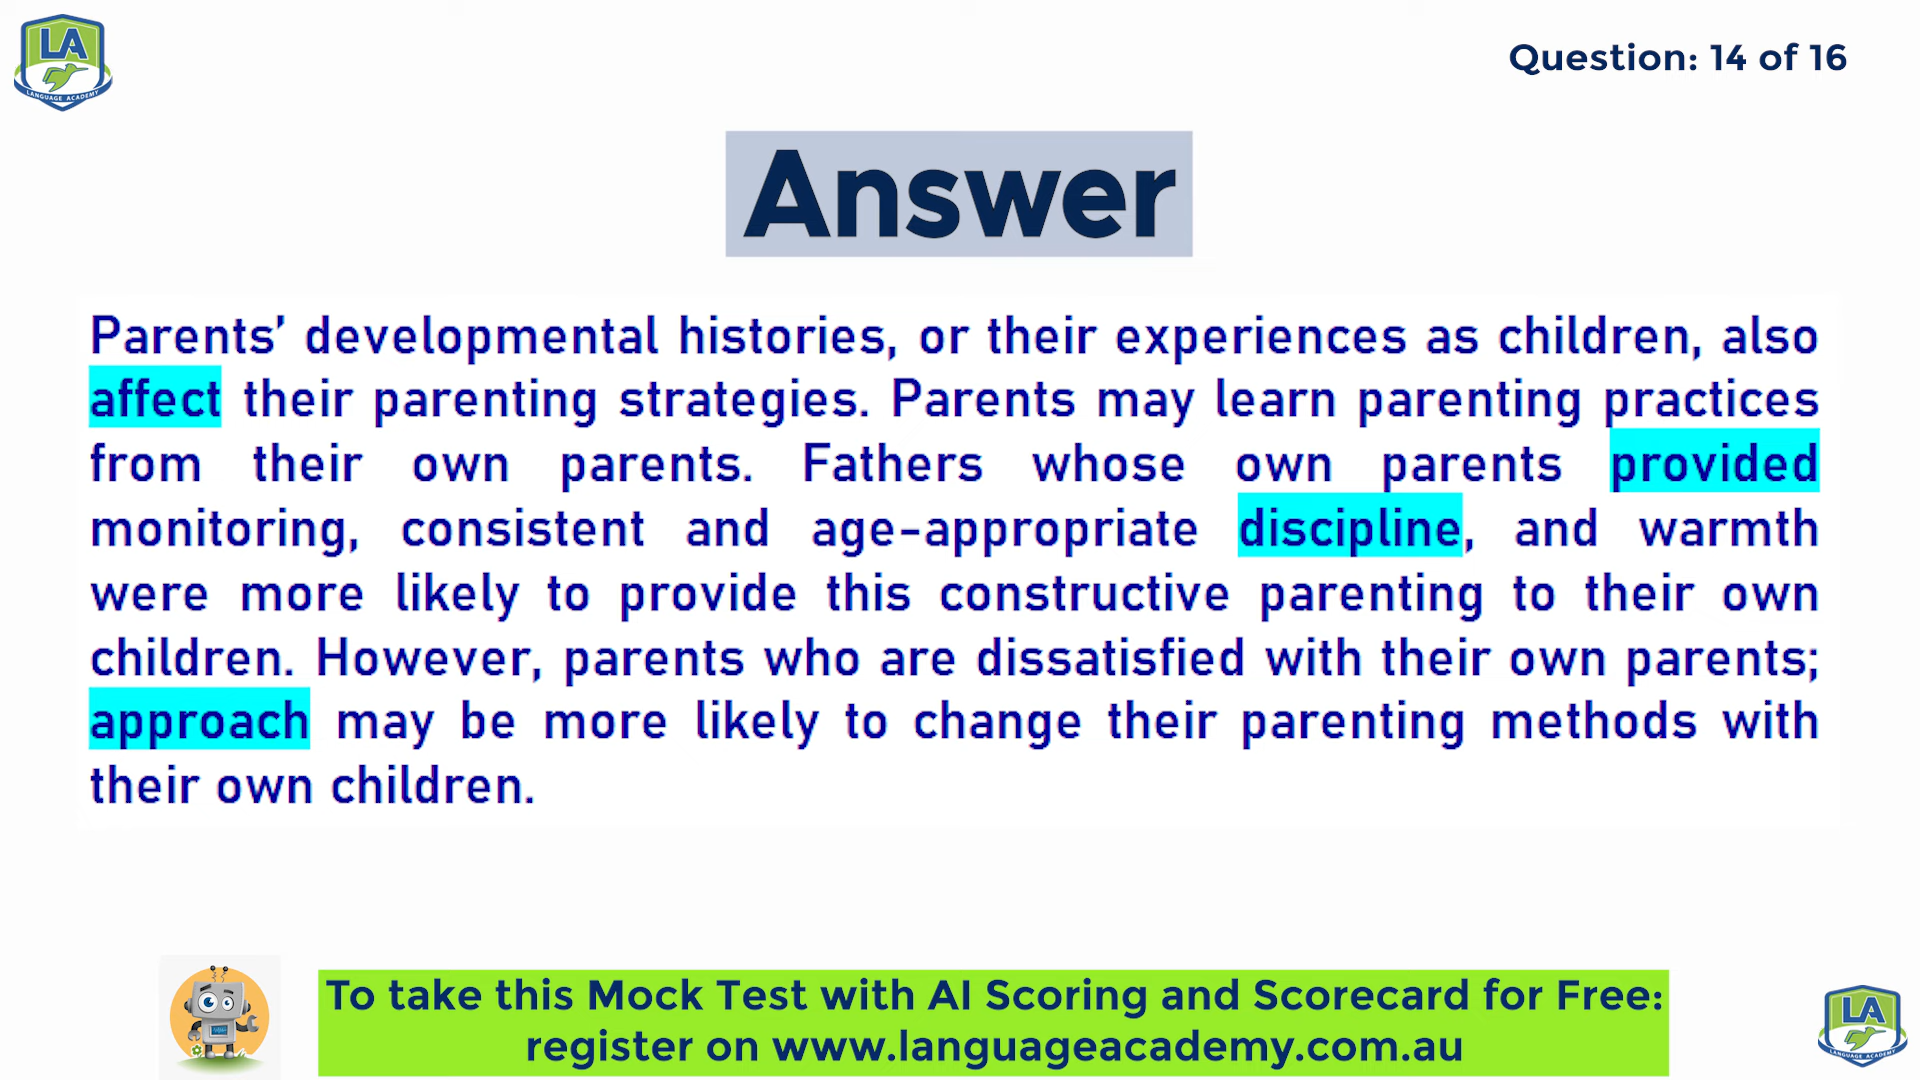 LA
LANGUAGE ACADEMY
Question: 14 of 16
Answer
Parents’ developmental histories, or their experiences as children, also
affect their parenting strategies. Parents may learn parenting practices
from their own parents. Fathers whose own parents provided
monitoring, consistent and age-appropriate discipline, and warmth
were more likely to provide this constructive parenting to their own
children. However, parents who are dissatisfied with their own parents;
approach may be more likely to change their parenting methods with
their own children.
To take this Mock Test with AI Scoring and Scorecard for Free:
register on www.languageacademy.com.au
LA
LANGUAGE ACADEMY